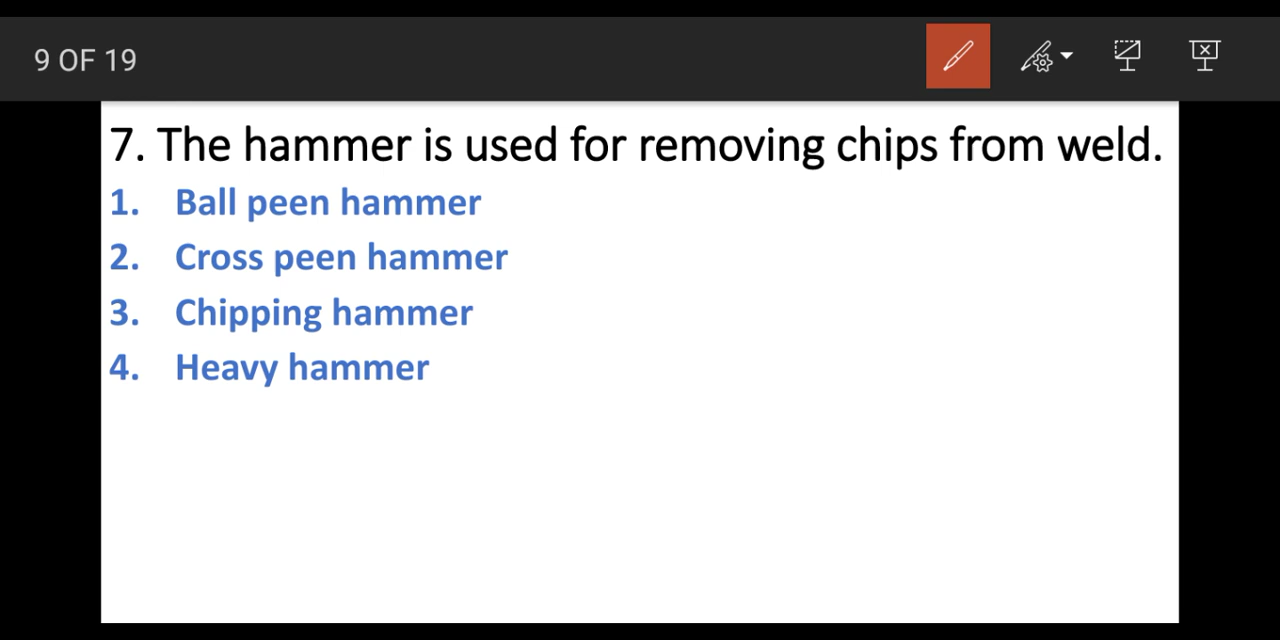 9 OF 19
7. The hammer is used for removing chips from weld.
1. Ball peen hammer
2. Cross peen hammer
3. Chipping hammer
4. Heavy hammer